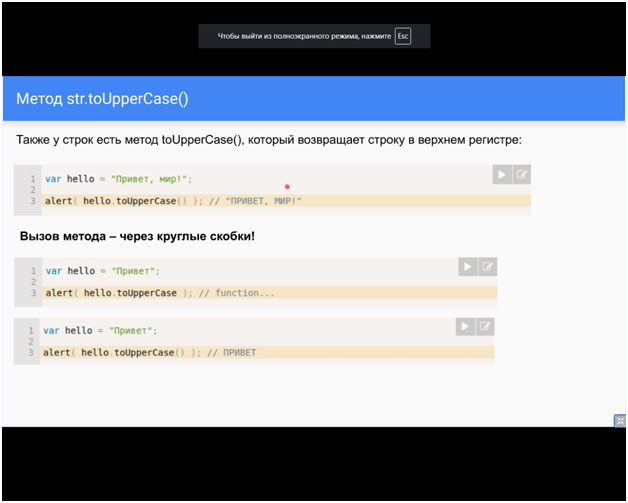 Чтобы выйти из полноэкранного режима, нажмите Esc
Метод str.toUpperCase()
Также у строк есть метод toUpperCase(), который возвращает строку в верхнем регистре:
1 var hello = "Привет, мир!";
2
3 alert( hello.toUpperCase() ); // "ПРИВЕТ, МИР!"
Вызов метода – через круглые скобки!
1 var hello = "Привет";
2
3 alert( hello.toUpperCase ); // function...
1 var hello = "Привет";
2
3 alert( hello.toUpperCase() ); // ПРИВЕТ